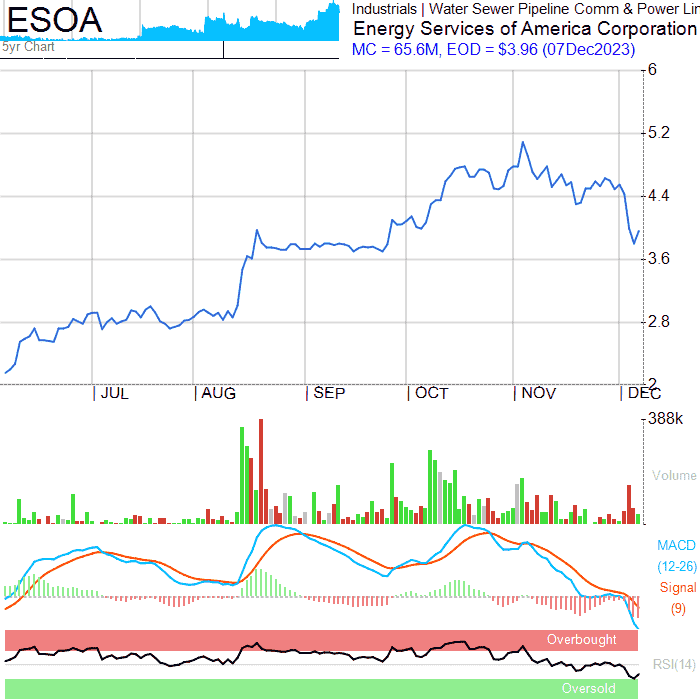 ESOA
5yr Chart
Industrials | Water Sewer Pipeline Comm & Power Lin
Energy Services of America Corporation
MC = 65.6M, EOD = $3.96 (07Dec2023)
6
5.2
4.4
3.6
2.8
2
JUL AUG SEP OCT NOV DEC
388k
Volume
MACD
(12-26)
Signal
(9)
Overbought
RSI(14)
Oversold